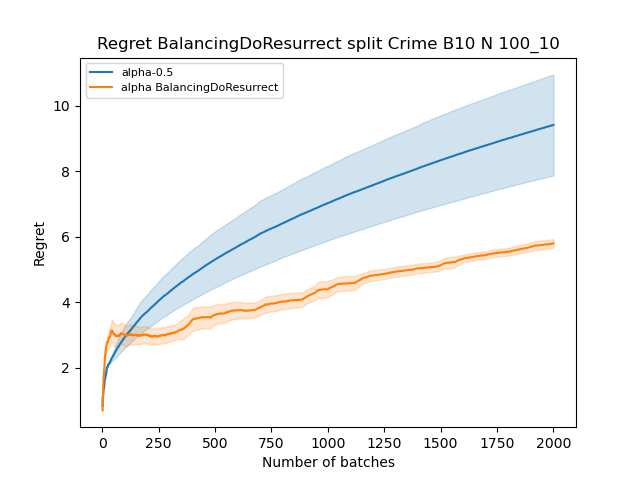 Regret BalancingDoResurrect split Crime B10 N 100_10
alpha-0.5
alpha BalancingDoResurrect
10
8
6
4
2
Regret
0 250 500 750 1000 1250 1500 1750 2000
Number of batches